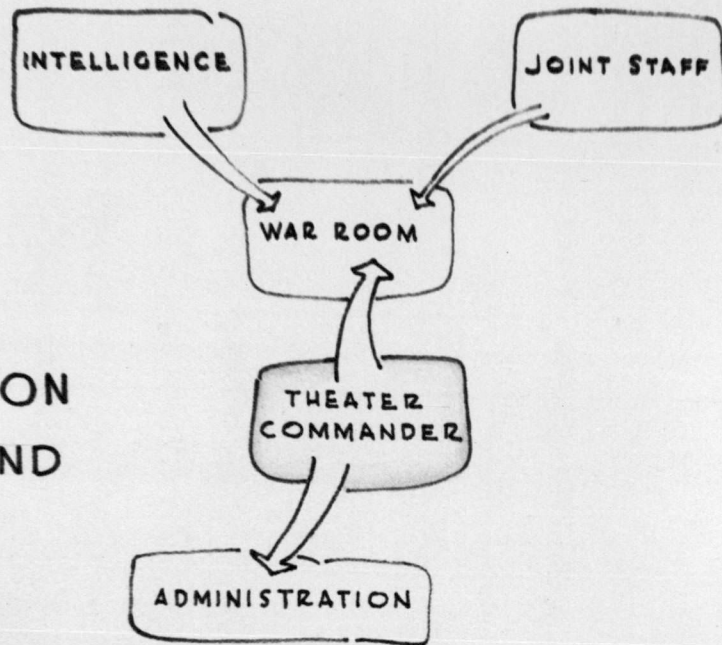 INTELLIGENCE
JOINT STAFF
WAR ROOM
ON
ND
THEATER
COMMANDER
ADMINISTRATION